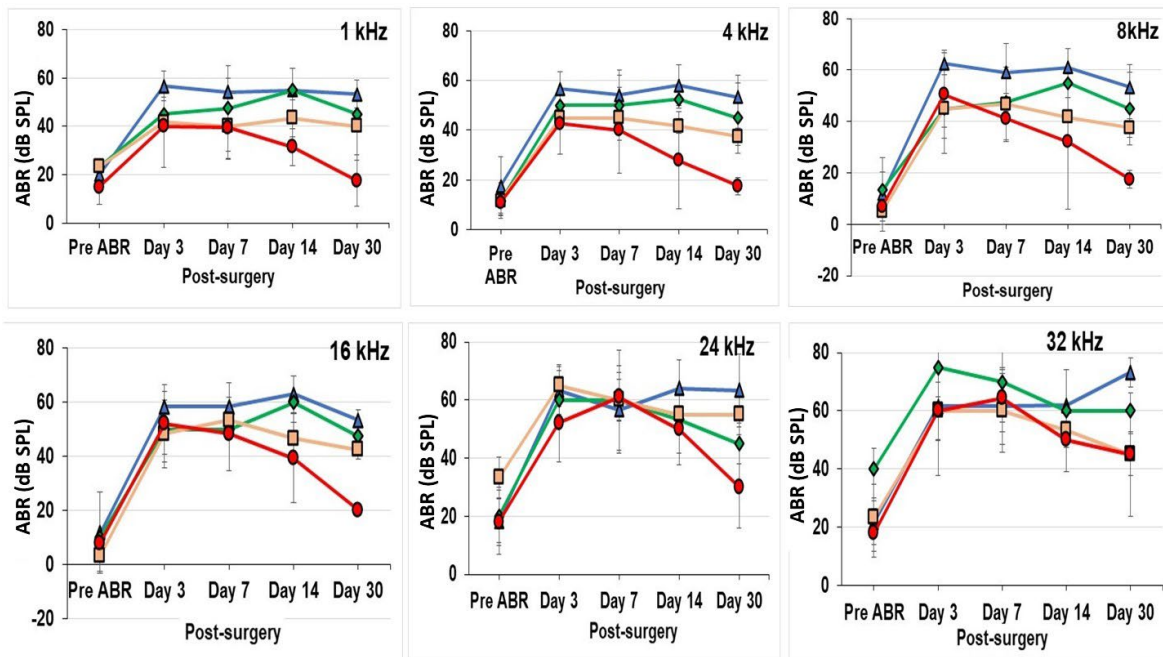 1 kHz
80
60
40
20
0
ABR (dB SPL)
Pre ABR Day 3 Day 7 Day 14 Day 30
Post-surgery
4 kHz
80
60
40
20
0
ABR (dB SPL)
Pre ABR Day 3 Day 7 Day 14 Day 30
Post-surgery
8kHz
80
60
40
20
0
-20
ABR (dB SPL)
Pre ABR Day 3 Day 7 Day 14 Day 30
Post-surgery
16 kHz
80
60
40
20
0
-20
ABR (dB SPL)
Pre ABR Day 3 Day 7 Day 14 Day 30
Post-surgery
24 kHz
80
60
40
20
0
ABR (dB SPL)
Pre ABR Day 3 Day 7 Day 14 Day 30
Post-surgery
32 kHz
80
60
40
20
0
ABR (dB SPL)
Pre ABR Day 3 Day 7 Day 14 Day 30
Post-surgery